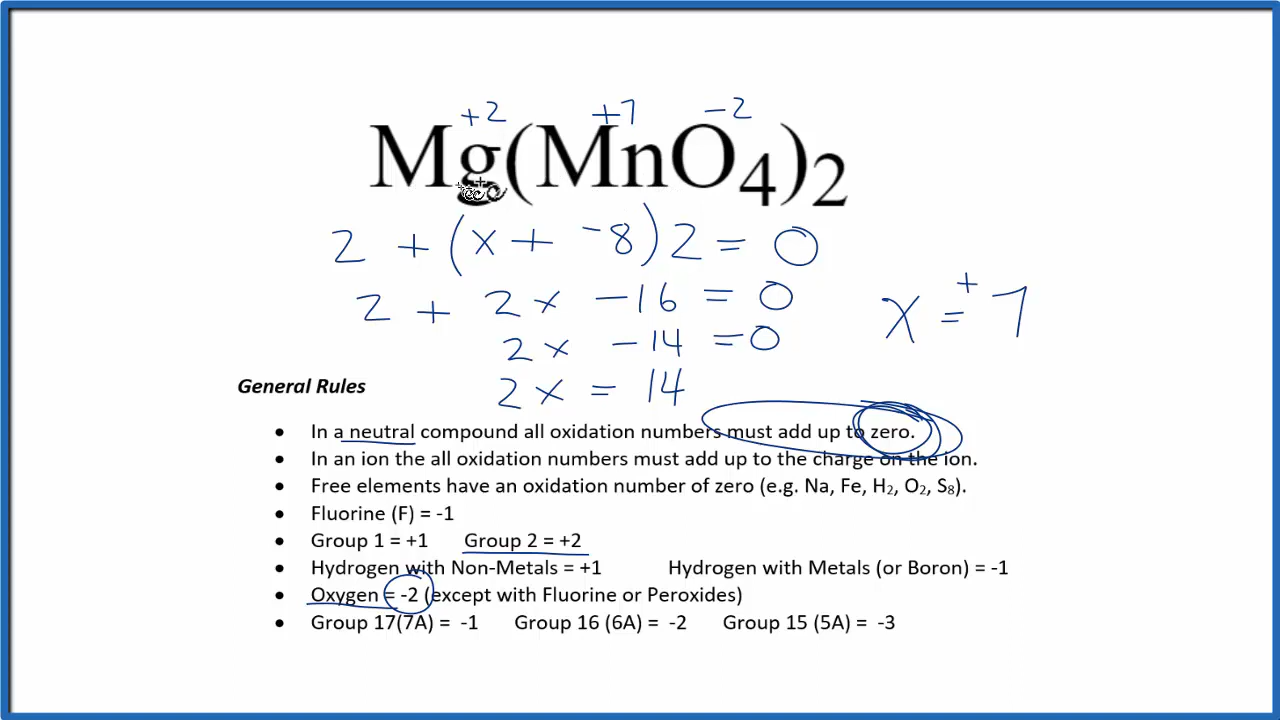 +2 +7 -2
Mg(MnO4)2
2 + (x + -8)2 = 0
2 + 2x -16 = 0
x = +7
2x -14 = 0
2x = 14
General Rules
• In a neutral compound all oxidation numbers must add up to zero.
• In an ion the all oxidation numbers must add up to the charge on the ion.
• Free elements have an oxidation number of zero (e.g. Na, Fe, H2, O2, S8).
• Fluorine (F) = -1
• Group 1 = +1 Group 2 = +2
• Hydrogen with Non-Metals = +1 Hydrogen with Metals (or Boron) = -1
• Oxygen = -2 (except with Fluorine or Peroxides)
• Group 17(7A) = -1 Group 16 (6A) = -2 Group 15 (5A) = -3